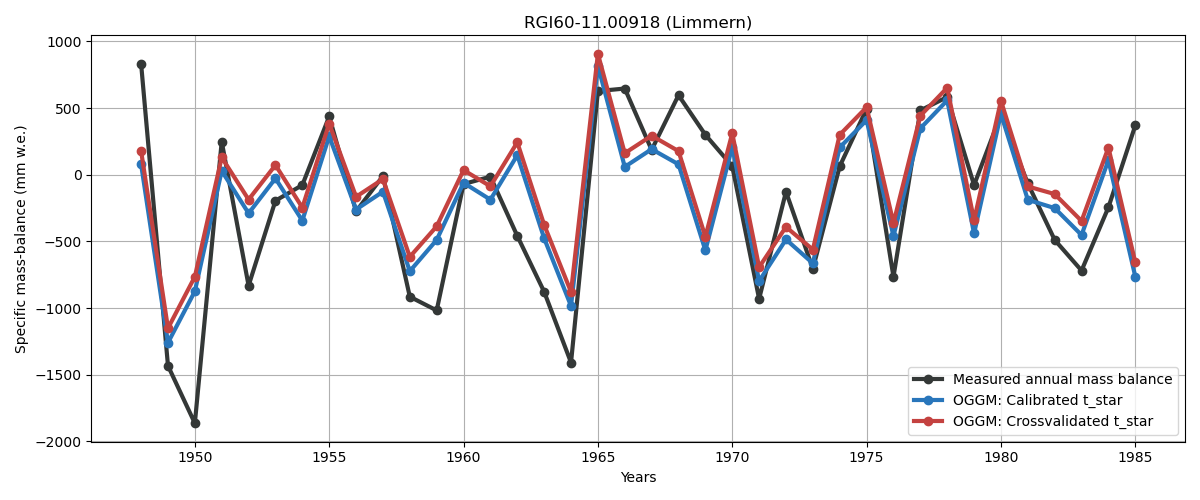 RGI60-11.00918 (Limmern)
Specific mass-balance (mm w.e.)
1000
500
0
−500
−1000
−1500
−2000
Measured annual mass balance
OGGM: Calibrated t_star
OGGM: Crossvalidated t_star
1950
1955
1960
1965
1970
1975
1980
1985
Years